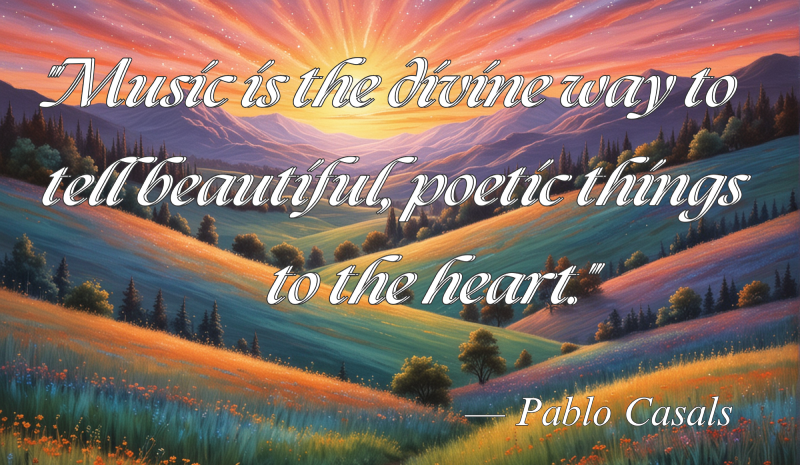 "Music is the divine way to
tell beautiful, poetic things
to the heart."
— Pablo Casals